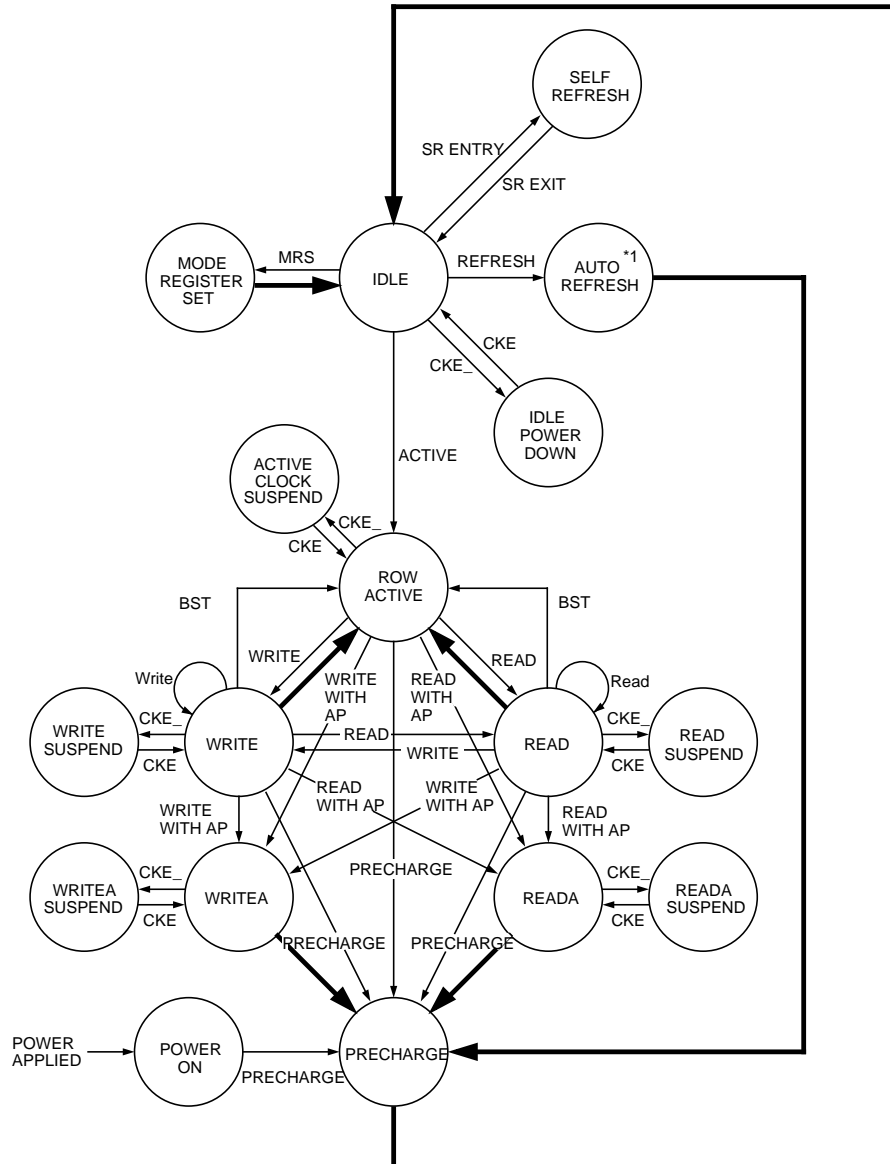 SELF
REFRESH
SR ENTRY
SR EXIT
MODE
REGISTER
SET
MRS
IDLE
REFRESH
AUTO *1
REFRESH
CKE
CKE_
IDLE
POWER
DOWN
ACTIVE
ACTIVE
CLOCK
SUSPEND
CKE_
CKE
ROW
ACTIVE
BST
BST
WRITE
READ
Write
WRITE
WITH
AP
READ
WITH
AP
Read
WRITE
SUSPEND
CKE_
CKE
WRITE
READ
WRITE
READ
CKE_
CKE
READ
SUSPEND
READ
WITH AP
WRITE
WITH AP
WRITE
WITH AP
READ
WITH AP
WRITEA
SUSPEND
CKE_
CKE
WRITEA
PRECHARGE
READA
CKE_
CKE
READA
SUSPEND
PRECHARGE
PRECHARGE
POWER
APPLIED
POWER
ON
PRECHARGE
PRECHARGE